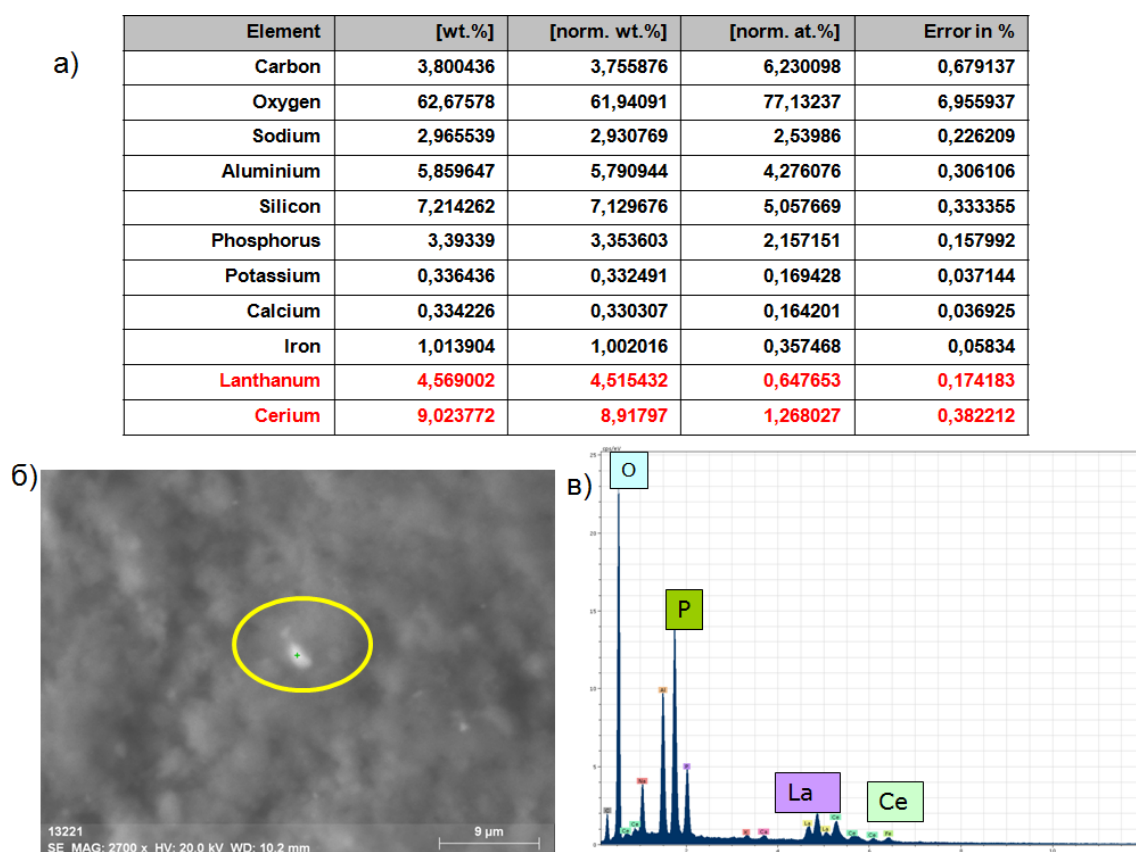 а)
Element [wt.%] [norm. wt.%] [norm. at.%] Error in %
Carbon 3,800436 3,755876 6,230098 0,679137
Oxygen 62,67578 61,94091 77,13237 6,955937
Sodium 2,965539 2,930769 2,53986 0,226209
Aluminium 5,859647 5,790944 4,276076 0,306106
Silicon 7,214262 7,129676 5,057669 0,333355
Phosphorus 3,39339 3,353603 2,157151 0,157992
Potassium 0,336436 0,332491 0,169428 0,037144
Calcium 0,334226 0,330307 0,164201 0,036925
Iron 1,013904 1,002016 0,357468 0,05834
Lanthanum 4,569002 4,515432 0,647653 0,174183
Cerium 9,023772 8,91797 1,268027 0,382212
б)
13221
SE MAG: 2700 x HV: 20.0 kV WD: 10.2 mm
9 µm
в)
O
P
La
Ce